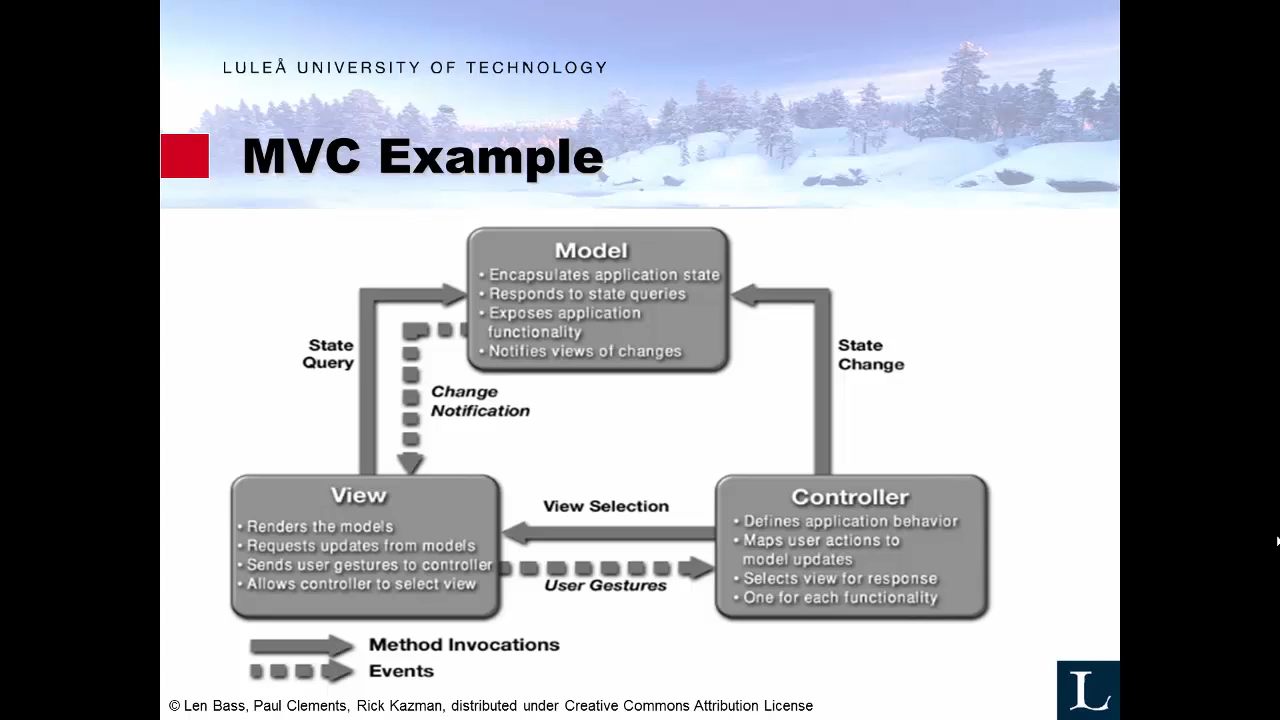 LULEÅ UNIVERSITY OF TECHNOLOGY
MVC Example
Model
• Encapsulates application state
• Responds to state queries
• Exposes application
functionality
• Notifies views of changes
State
Query
State
Change
Change
Notification
View
• Renders the models
• Requests updates from models
• Sends user gestures to controller
• Allows controller to select view
View Selection
User Gestures
Controller
• Defines application behavior
• Maps user actions to
model updates
• Selects view for response
• One for each functionality
Method Invocations
Events
© Len Bass, Paul Clements, Rick Kazman, distributed under Creative Commons Attribution License
L